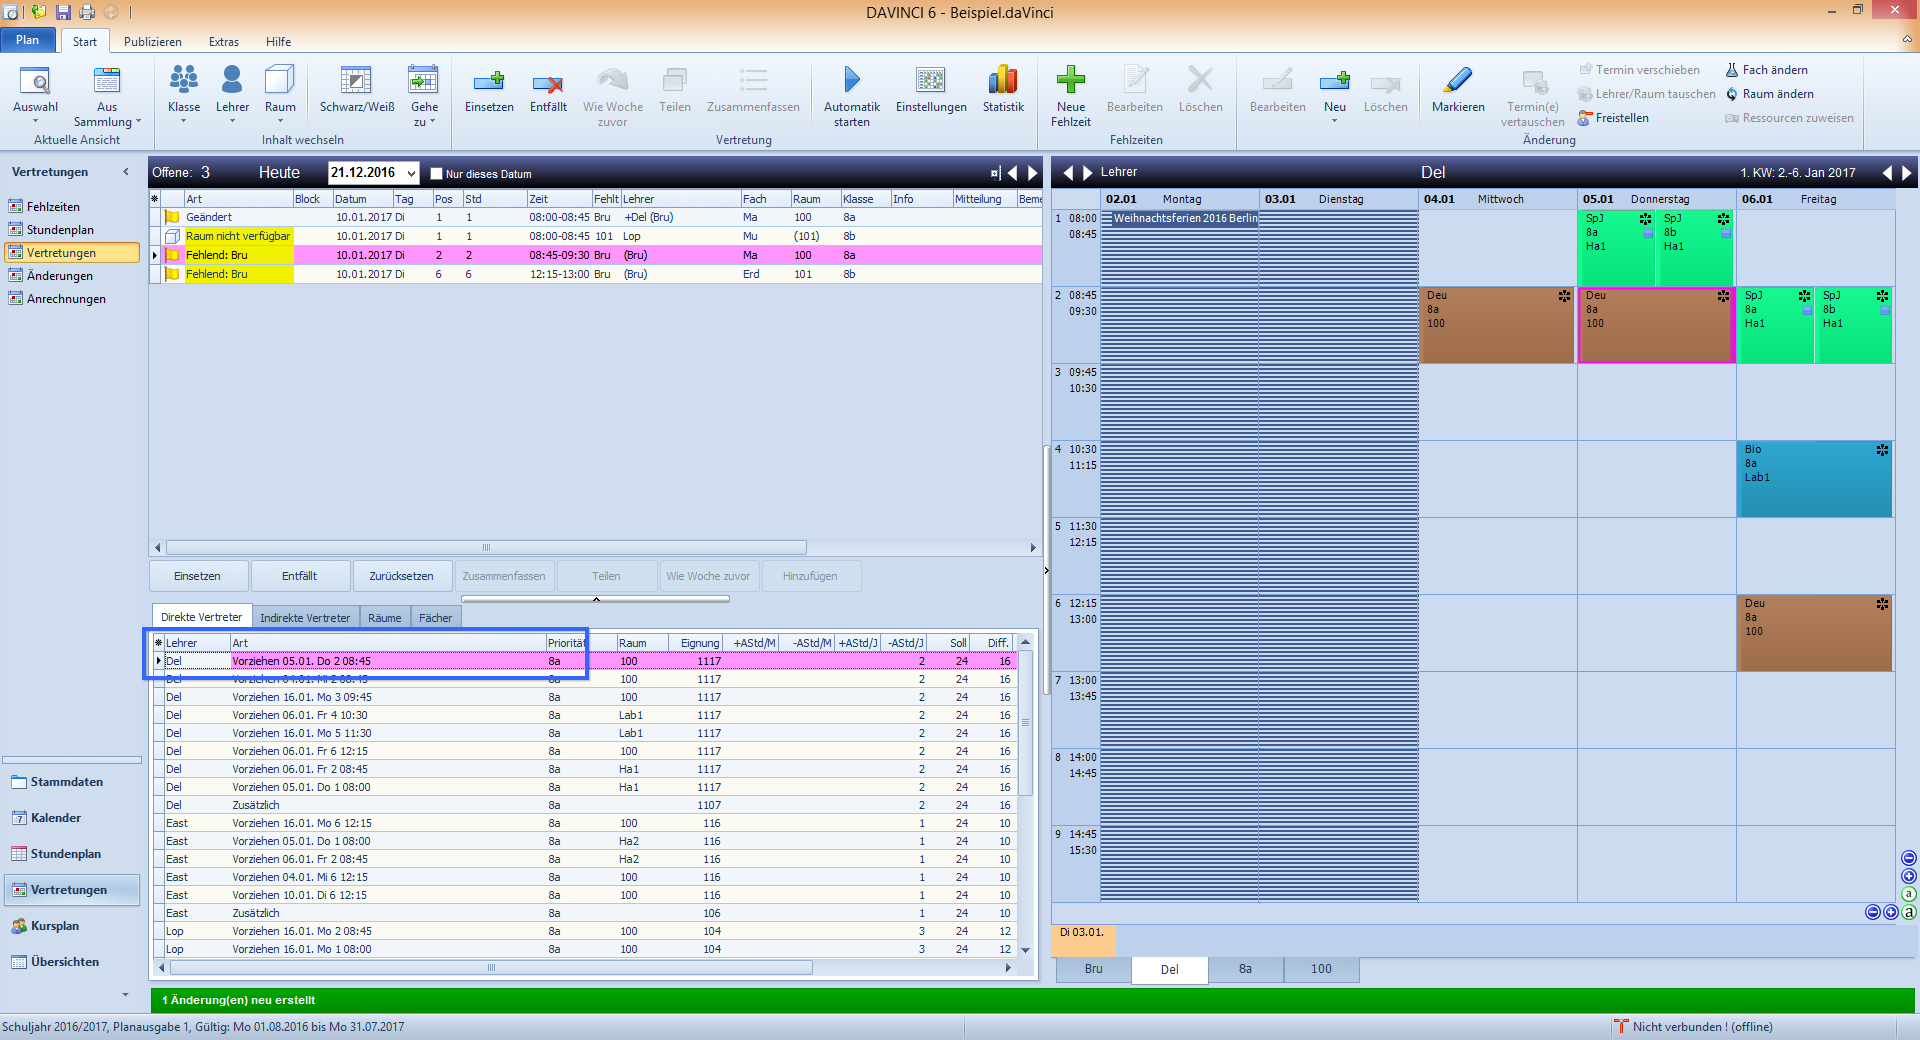 DAVINCI 6 - Beispiel.daVinci
Plan Start Publizieren Extras Hilfe
Auswahl
Aus Sammlung
Aktuelle Ansicht
Klasse
Lehrer
Raum
Schwarz/Weiß
Gehe zu
Inhalt wechseln
Einsetzen
Entfällt
Wie Woche zuvor
Teilen
Zusammenfassen
Automatik starten
Einstellungen
Statistik
Vertretung
Neue Fehlzeit
Bearbeiten
Löschen
Fehlzeiten
Bearbeiten
Neu
Löschen
Markieren
Termin(e) vertauschen
Termin verschieben
Lehrer/Raum tauschen
Freistellen
Fach ändern
Raum ändern
Ressourcen zuweisen
Änderung
Vertretungen
Fehlzeiten
Stundenplan
Vertretungen
Änderungen
Anrechnungen
Stammdaten
Kalender
Stundenplan
Vertretungen
Kursplan
Übersichten
Offene: 3 Heute 21.12.2016 Nur dieses Datum
Art Block Datum Tag Pos Std Zeit Fehlt Lehrer Fach Raum Klasse Info Mitteilung Beme
Geändert 10.01.2017 Di 1 1 08:00-08:45 Bru +Del (Bru) Ma 100 8a
Raum nicht verfügbar 10.01.2017 Di 1 1 08:00-08:45 101 Lop Mu (101) 8b
Fehlend: Bru 10.01.2017 Di 2 2 08:45-09:30 Bru (Bru) Ma 100 8a
Fehlend: Bru 10.01.2017 Di 6 6 12:15-13:00 Bru (Bru) Erd 101 8b
Einsetzen Entfällt Zurücksetzen Zusammenfassen Teilen Wie Woche zuvor Hinzufügen
Direkte Vertreter Indirekte Vertreter Räume Fächer
Lehrer Art Priorität Raum Eignung +AStd/M -AStd/M +AStd/J -AStd/J Soll Diff.
Del Vorziehen 05.01. Do 2 08:45 8a 100 1117 2 24 16
Del Vorziehen 04.01. Mi 2 08:45 8a 100 1117 2 24 16
Del Vorziehen 16.01. Mo 3 09:45 8a 100 1117 2 24 16
Del Vorziehen 06.01. Fr 4 10:30 8a Lab1 1117 2 24 16
Del Vorziehen 16.01. Mo 5 11:30 8a Lab1 1117 2 24 16
Del Vorziehen 06.01. Fr 6 12:15 8a 100 1117 2 24 16
Del Vorziehen 06.01. Fr 2 08:45 8a Ha1 1117 2 24 16
Del Vorziehen 05.01. Do 1 08:00 8a Ha1 1117 2 24 16
Del Zusätzlich 8a 1107 2 24 16
East Vorziehen 16.01. Mo 6 12:15 8a 100 116 1 24 10
East Vorziehen 05.01. Do 1 08:00 8a Ha2 116 1 24 10
East Vorziehen 06.01. Fr 2 08:45 8a Ha2 116 1 24 10
East Vorziehen 04.01. Mi 6 12:15 8a 100 116 1 24 10
East Vorziehen 10.01. Di 6 12:15 8a 100 116 1 24 10
East Zusätzlich 8a 106 1 24 10
Lop Vorziehen 16.01. Mo 2 08:45 8a 100 104 3 24 12
Lop Vorziehen 16.01. Mo 1 08:00 8a 100 104 3 24 12
Lehrer Del 1. KW: 2.-6. Jan 2017
02.01 Montag 03.01 Dienstag 04.01 Mittwoch 05.01 Donnerstag 06.01 Freitag
1 08:00 08:45
Weihnachtsferien 2016 Berlin
SpJ 8a Ha1
SpJ 8b Ha1
2 08:45 09:30
Deu 8a 100
Deu 8a 100
SpJ 8a Ha1
SpJ 8b Ha1
3 09:45 10:30
4 10:30 11:15
Bio 8a Lab1
5 11:30 12:15
6 12:15 13:00
Deu 8a 100
7 13:00 13:45
8 14:00 14:45
9 14:45 15:30
a
a
Di 03.01.
Bru Del 8a 100
1 Änderung(en) neu erstellt
Schuljahr 2016/2017, Planausgabe 1, Gültig: Mo 01.08.2016 bis Mo 31.07.2017
Nicht verbunden ! (offline)